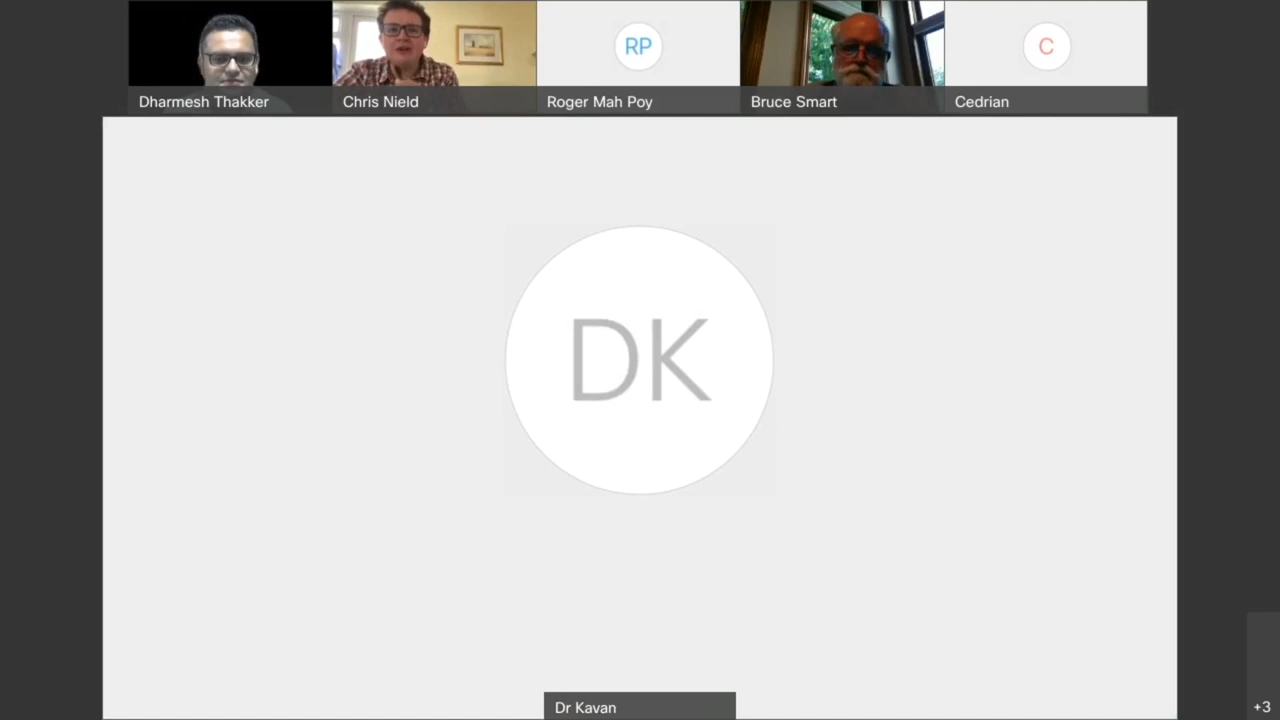 RP
C
Dharmesh Thakker
Chris Nield
Roger Mah Poy
Bruce Smart
Cedrian
DK
Dr Kavan
+3